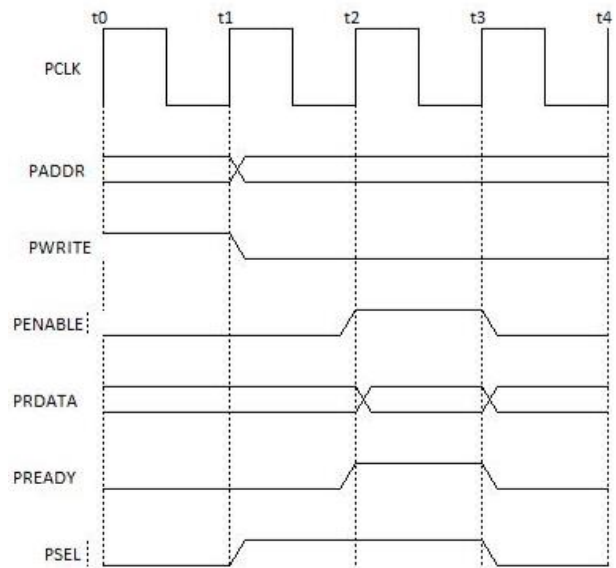 t0 t1 t2 t3 t4
PCLK
PADDR
PWRITE
PENABLE
PRDATA
PREADY
PSEL